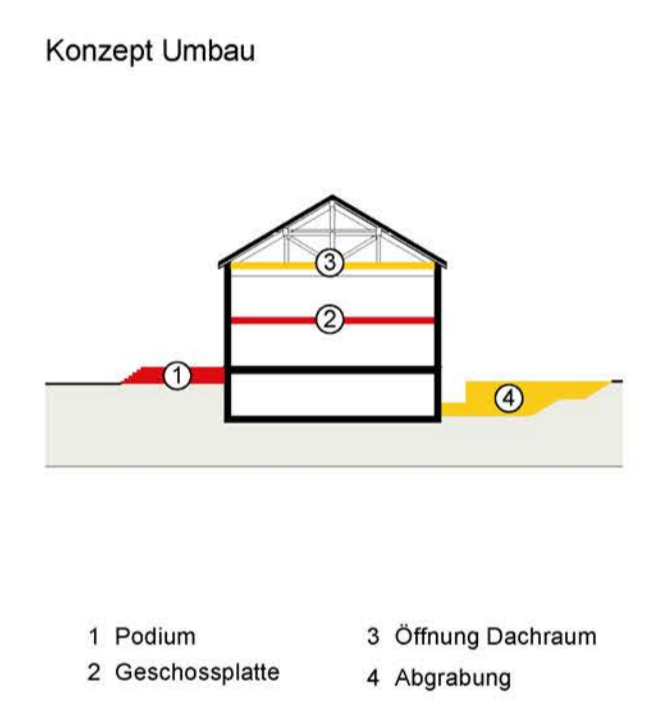 Konzept Umbau
3
2
1
4
1 Podium
2 Geschossplatte
3 Öffnung Dachraum
4 Abgrabung